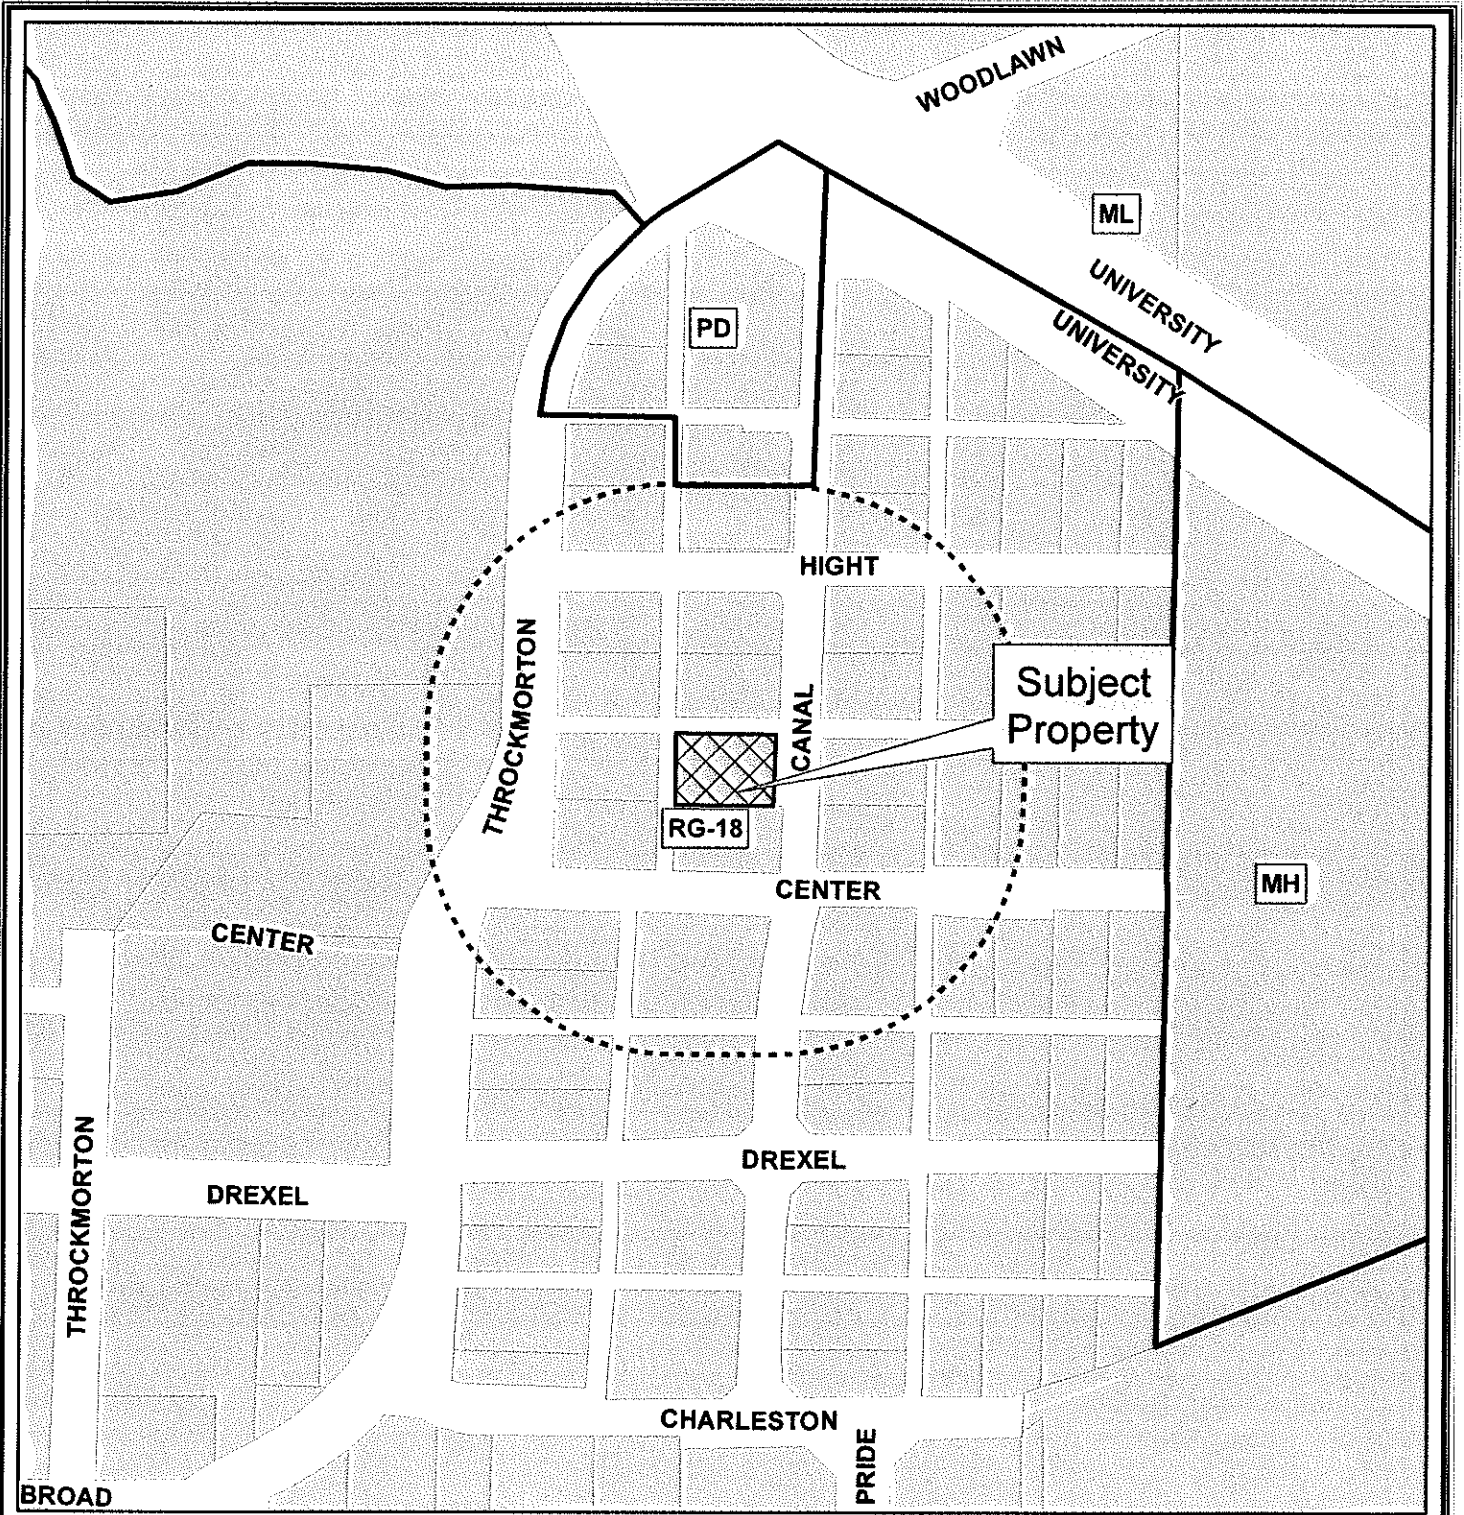 WOODLAWN
ML
UNIVERSITY
UNIVERSITY
PD
HIGHT
THROCKMORTON
CANAL
Subject
Property
RG-18
CENTER
MH
CENTER
DREXEL
DREXEL
THROCKMORTON
CHARLESTON
PRIDE
BROAD